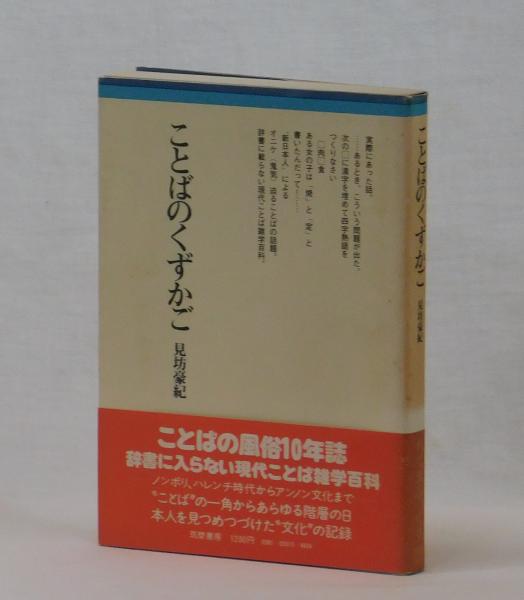 実際にあった話。
……あるとき、こういう問題が出た。
次の□に漢字を埋めて四字熟語を
つくりなさい
□肉□食
ある女の子は「焼」と「定」と
書いたんだって！……
「新日本人」による
オニケ（鬼気）迫ることばの話題。
辞書に載らない現代ことば雑学百科。
ことばのくずかご
見坊豪紀
ことばの風俗10年誌
辞書に入らない現代ことば雑学百科
ノンポリ、ハレンチ時代からアンノン文化まで
"ことば"の一角からあらゆる階層の日
本人を見つめつづけた"文化"の記録
筑摩書房 1200円
ことばのくずかご
見坊豪紀